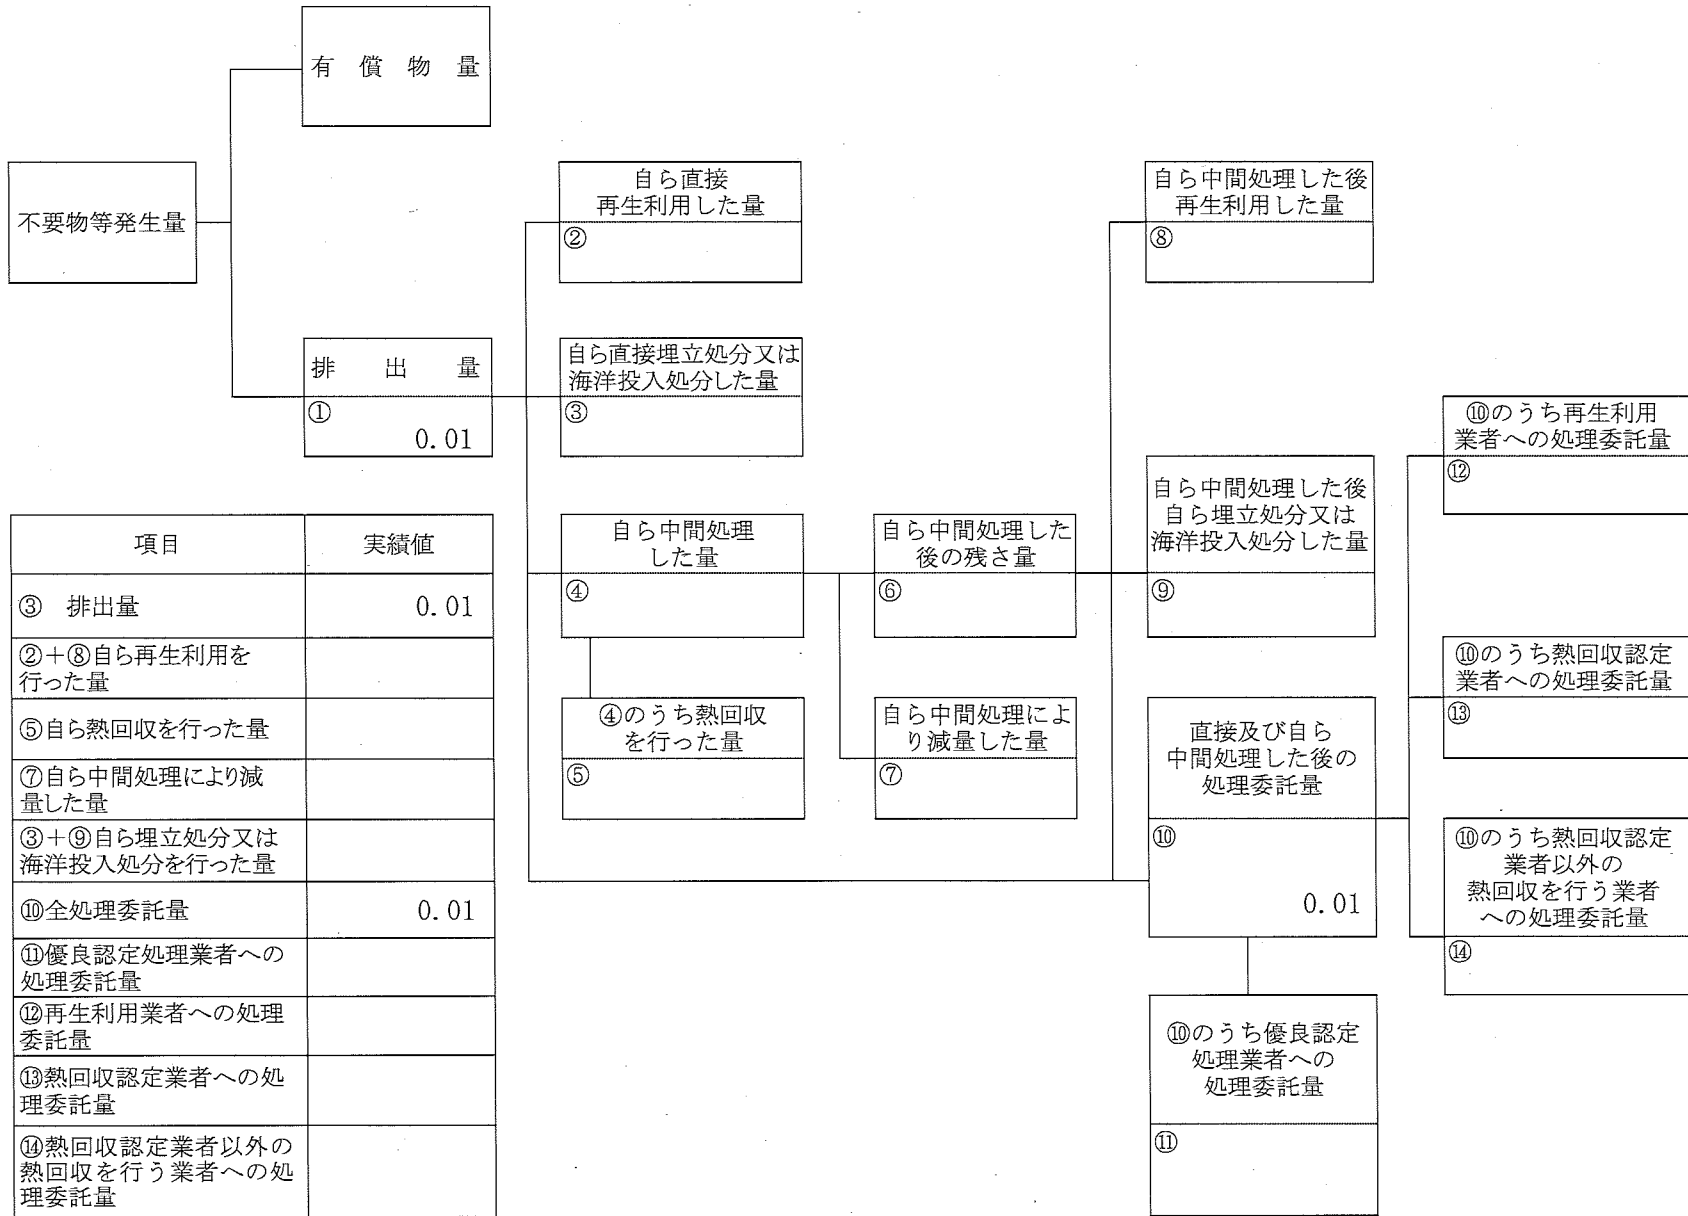 有償物量
不要物等発生量
自ら直接
再生利用した量
②
自ら中間処理した後
再生利用した量
⑧
排出量
①
0.01
自ら直接埋立処分又は
海洋投入処分した量
③
⑩のうち再生利用
業者への処理委託量
⑫
自ら中間処理した後
自ら埋立処分又は
海洋投入処分した量
⑨
自ら中間処理
した量
④
自ら中間処理した
後の残さ量
⑥
⑩のうち熱回収認定
業者への処理委託量
⑬
④のうち熱回収
を行った量
⑤
自ら中間処理によ
り減量した量
⑦
直接及び自ら
中間処理した後の
処理委託量
⑩
0.01
⑩のうち熱回収認定
業者以外の
熱回収を行う業者
への処理委託量
⑭
⑩のうち優良認定
処理業者への
処理委託量
⑪
項目 実績値
③ 排出量 0.01
②＋⑧自ら再生利用を
行った量
⑤自ら熱回収を行った量
⑦自ら中間処理により減
量した量
③＋⑨自ら埋立処分又は
海洋投入処分を行った量
⑩全処理委託量 0.01
⑪優良認定処理業者への
処理委託量
⑫再生利用業者への処理
委託量
⑬熱回収認定業者への処
理委託量
⑭熱回収認定業者以外の
熱回収を行う業者への処
理委託量